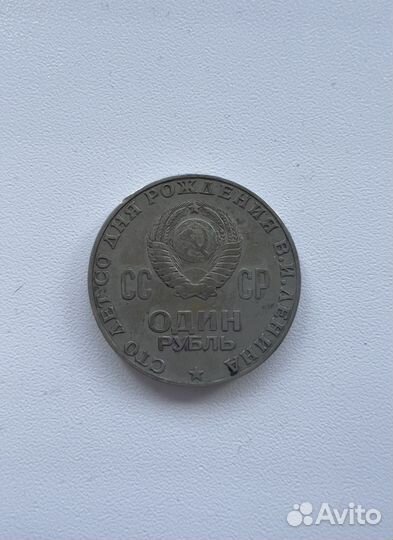 СТО ЛЕТ СО ДНЯ РОЖДЕНИЯ В.И.ЛЕНИНА
СС СР
ОДИН
РУБЛЬ
Avito